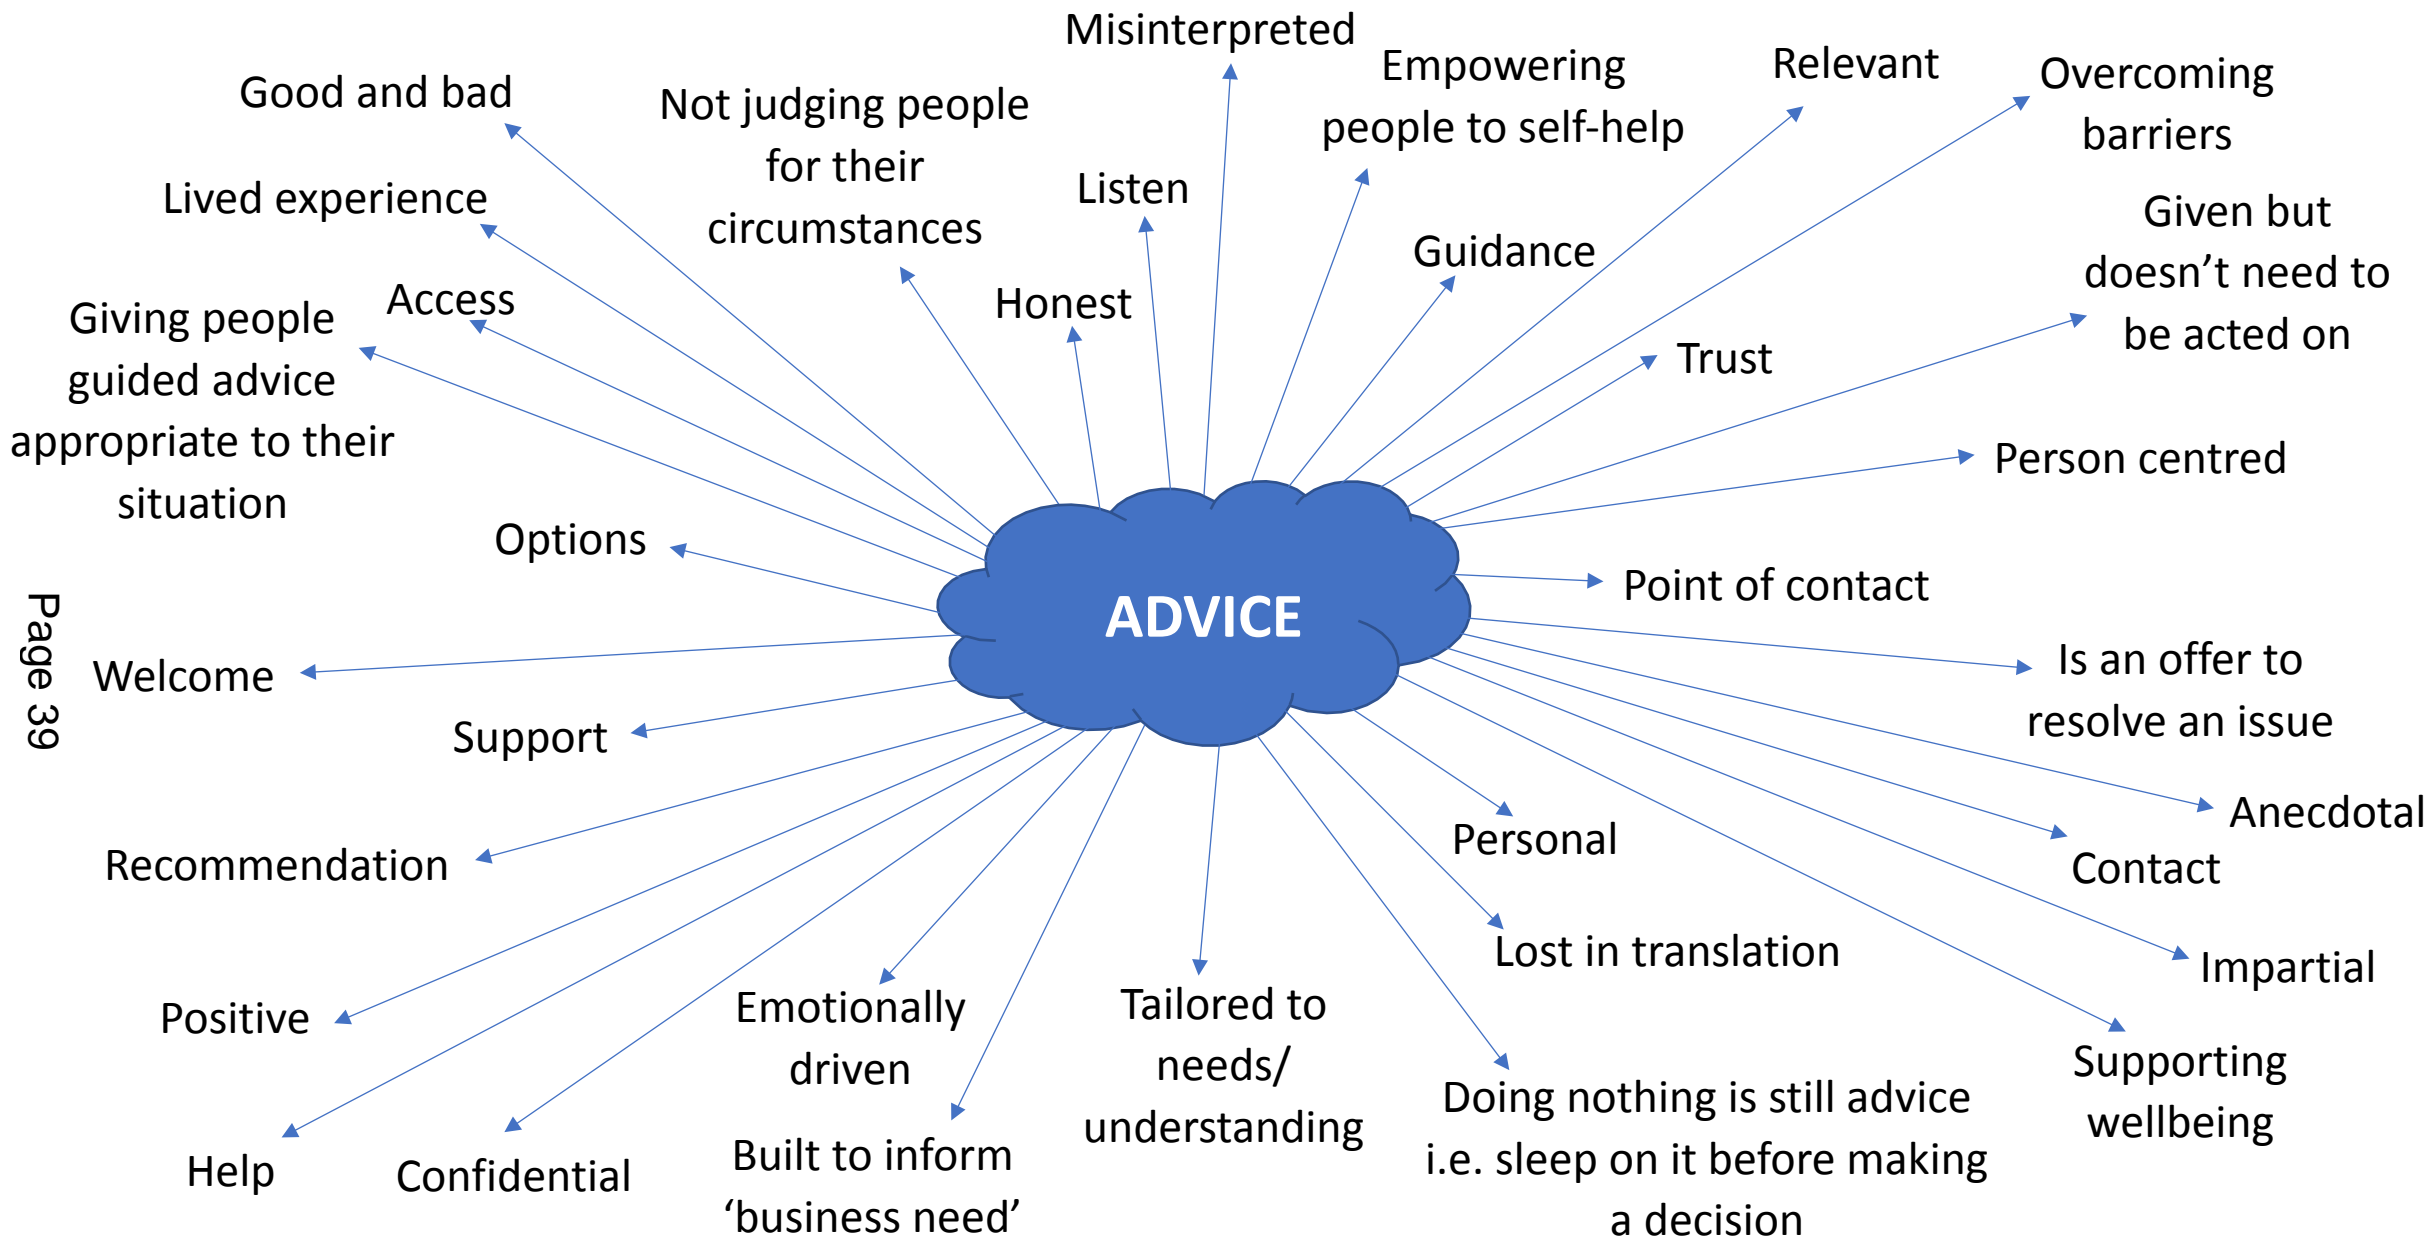 Misinterpreted
Good and bad
Not judging people
for their
circumstances
Empowering
people to self-help
Relevant
Overcoming
barriers
Lived experience
Listen
Guidance
Given but
doesn’t need to
be acted on
Access
Honest
Trust
Giving people
guided advice
appropriate to their
situation
Person centred
Options
Point of contact
ADVICE
Page 39
Welcome
Is an offer to
resolve an issue
Support
Anecdotal
Personal
Contact
Recommendation
Lost in translation
Impartial
Positive
Emotionally
driven
Tailored to
needs/
understanding
Supporting
wellbeing
Doing nothing is still advice
i.e. sleep on it before making
a decision
Help
Confidential
Built to inform
‘business need’